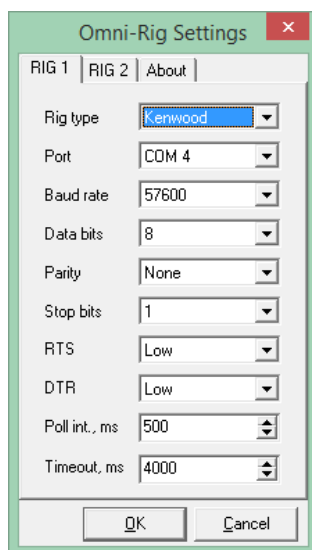 Omni-Rig Settings
RIG 1 RIG 2 About
Rig type Kenwood
Port COM 4
Baud rate 57600
Data bits 8
Parity None
Stop bits 1
RTS Low
DTR Low
Poll int., ms 500
Timeout, ms 4000
OK Cancel